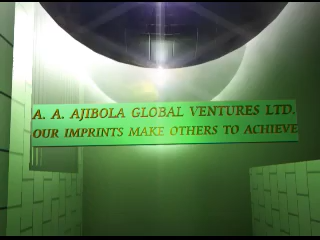 A. A. AJIBOLA GLOBAL VENTURES LTD.
OUR IMPRINTS MAKE OTHERS TO ACHIEVE